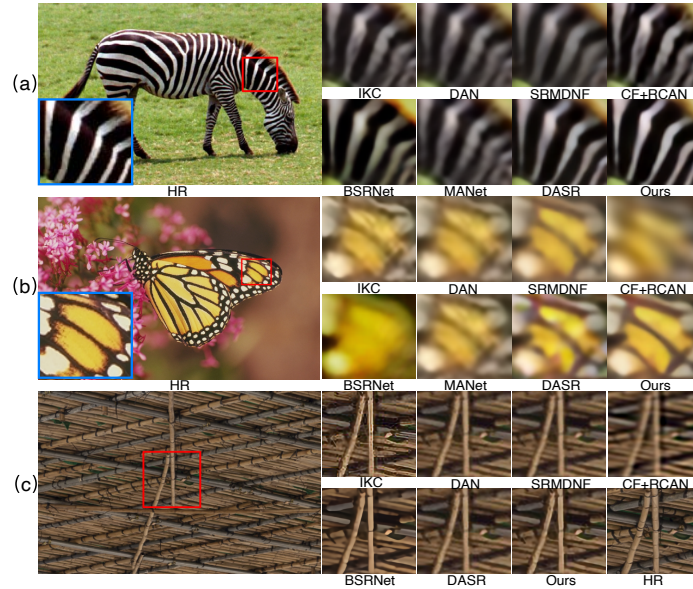 (a)
IKC DAN SRMDNF CF+RCAN
HR BSRNet MANet DASR Ours
(b)
IKC DAN SRMDNF CF+RCAN
HR BSRNet MANet DASR Ours
(c)
IKC DAN SRMDNF CF+RCAN
BSRNet DASR Ours HR